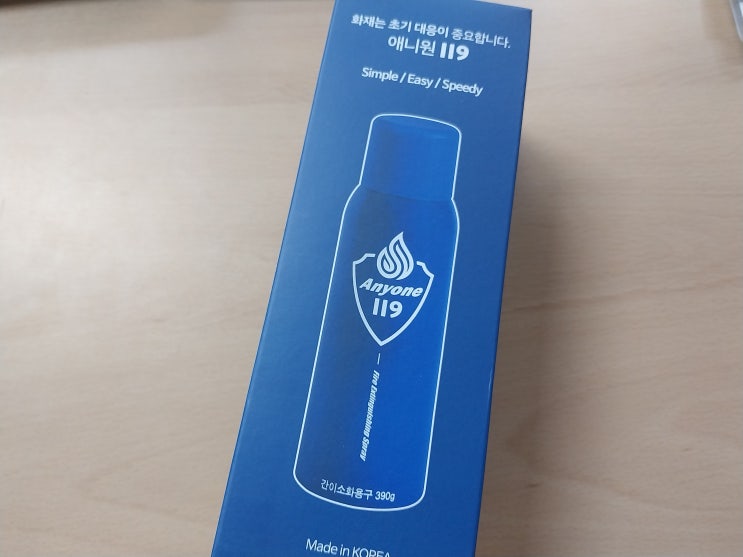 화재는 초기 대응이 중요합니다.
애니원 119
Simple / Easy / Speedy
Anyone
119
Fire Extinguishing Spray
간이소화용구 390g
Made in KOREA